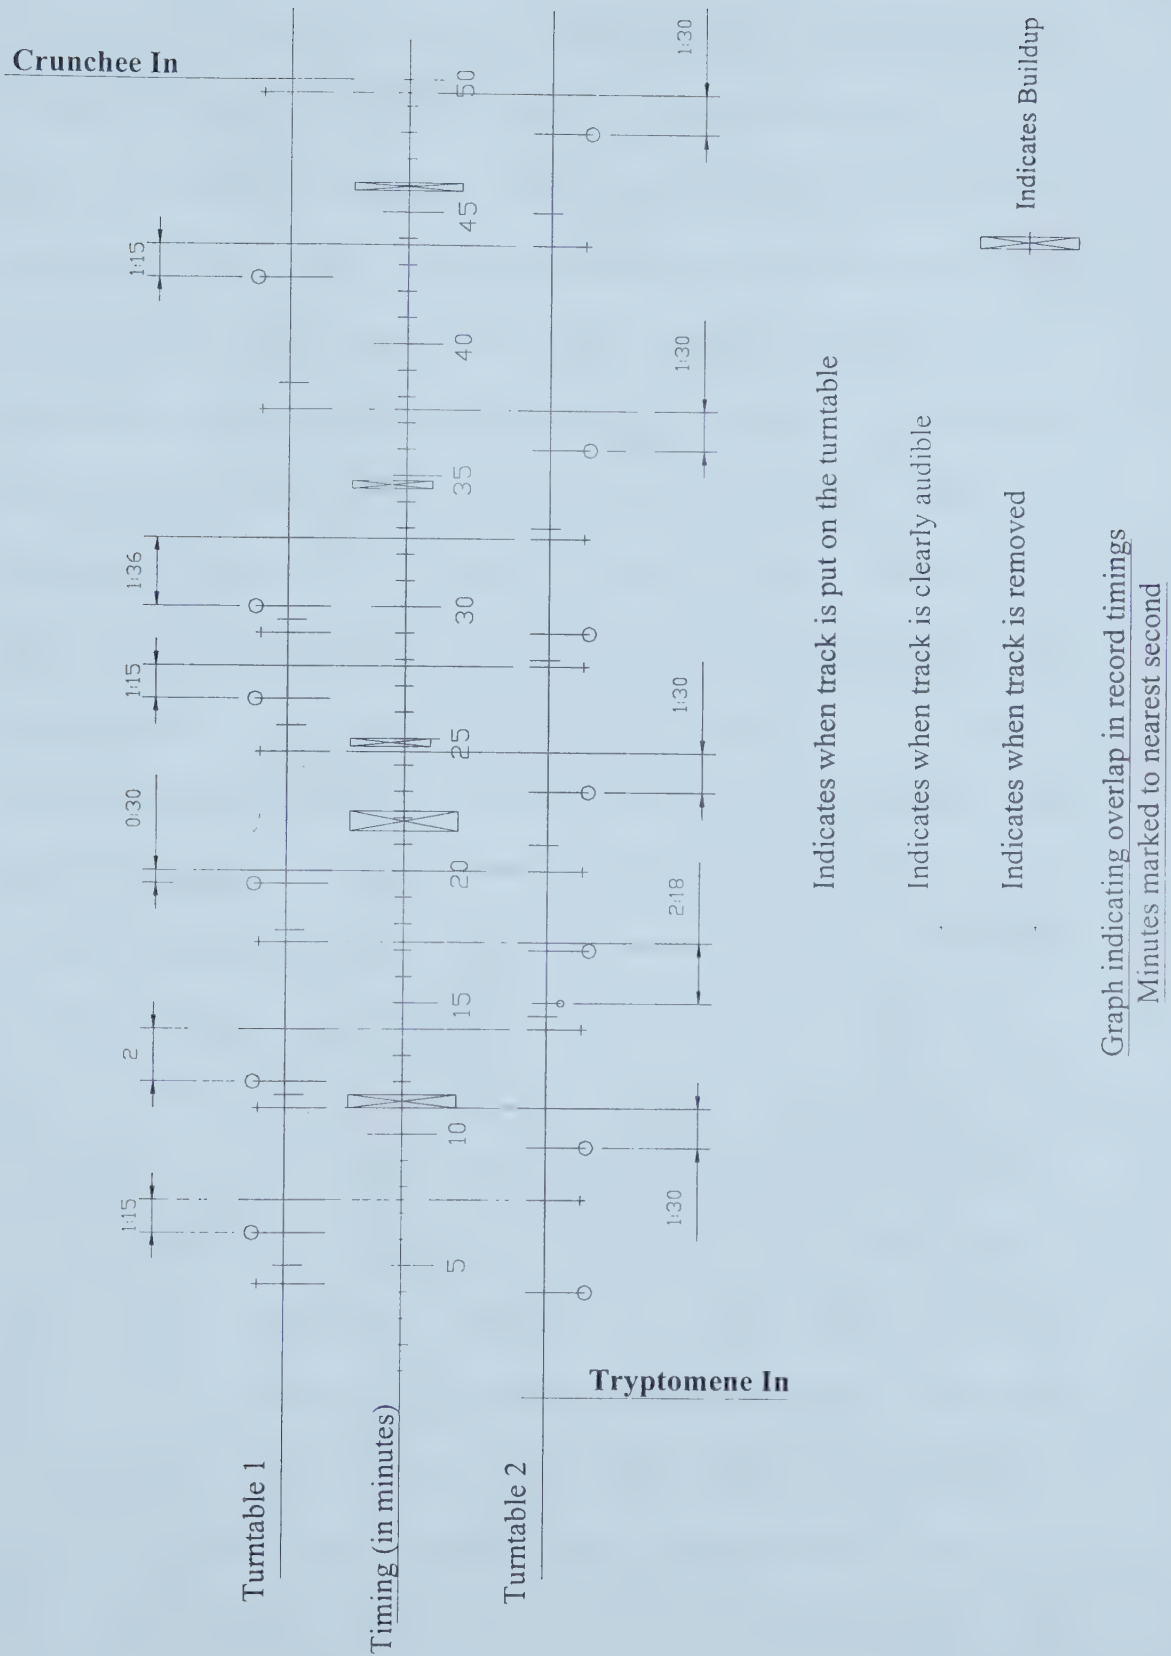 Crunchee In
1:15
2
0:30
1:15
1:36
1:15
Turntable 1
Timing (in minutes)
5
10
15
20
25
30
35
40
45
50
Turntable 2
Tryptomene In
1:30
2:18
1:30
1:30
1:30
Indicates when track is put on the turntable
Indicates when track is clearly audible
Indicates when track is removed
Indicates Buildup
Graph indicating overlap in record timings
Minutes marked to nearest second